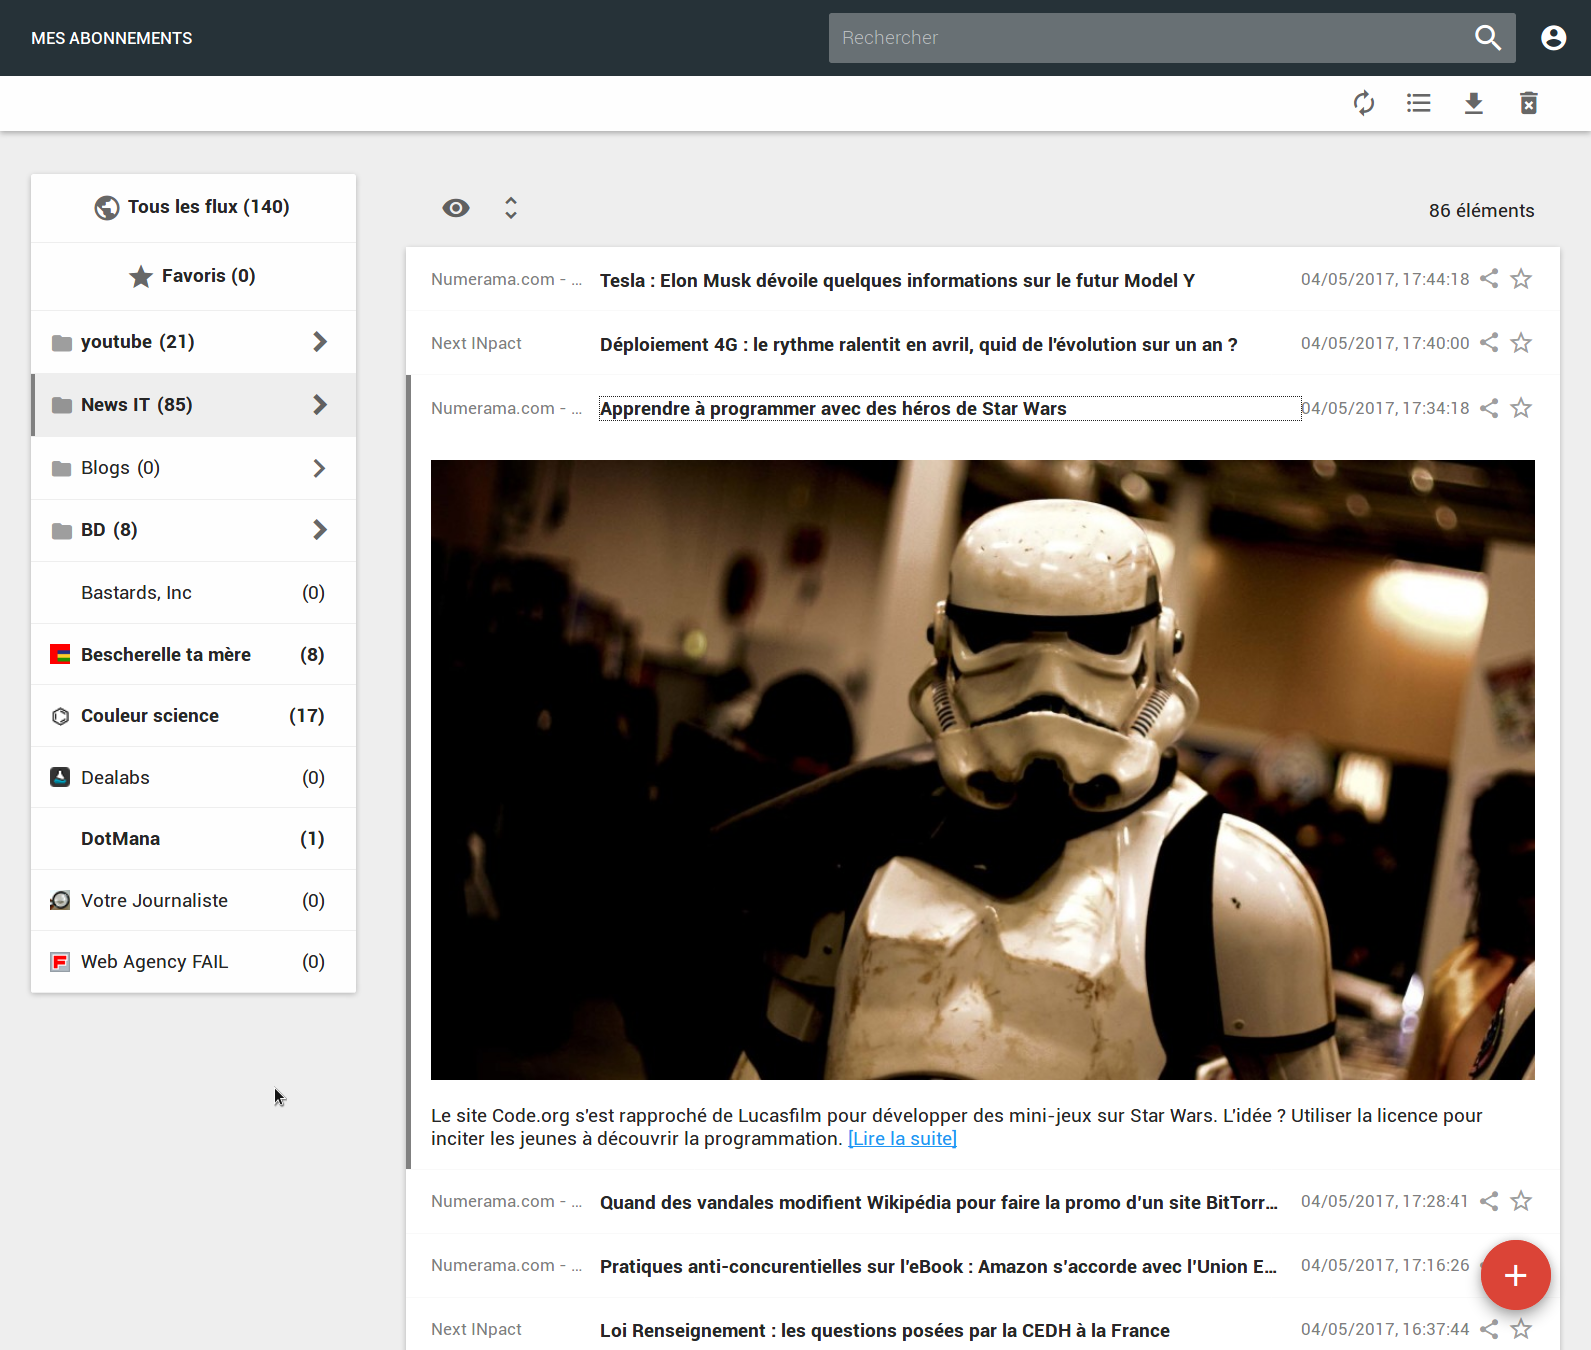 MES ABONNEMENTS
Rechercher
Tous les flux (140)
Favoris (0)
youtube (21)
News IT (85)
Blogs (0)
BD (8)
Bastards, Inc (0)
Bescherelle ta mère (8)
Couleur science (17)
Dealabs (0)
DotMana (1)
Votre Journaliste (0)
Web Agency FAIL (0)
86 éléments
Numerama.com - ... Tesla : Elon Musk dévoile quelques informations sur le futur Model Y 04/05/2017, 17:44:18
Next INpact Déploiement 4G : le rythme ralentit en avril, quid de l'évolution sur un an ? 04/05/2017, 17:40:00
Numerama.com - ... Apprendre à programmer avec des héros de Star Wars 04/05/2017, 17:34:18
Le site Code.org s'est rapproché de Lucasfilm pour développer des mini-jeux sur Star Wars. L'idée ? Utiliser la licence pour
inciter les jeunes à découvrir la programmation. [Lire la suite]
Numerama.com - ... Quand des vandales modifient Wikipédia pour faire la promo d'un site BitTorr... 04/05/2017, 17:28:41
Numerama.com - ... Pratiques anti-concurentielles sur l'eBook : Amazon s'accorde avec l'Union E... 04/05/2017, 17:16:26
Next INpact Loi Renseignement : les questions posées par la CEDH à la France 04/05/2017, 16:37:44